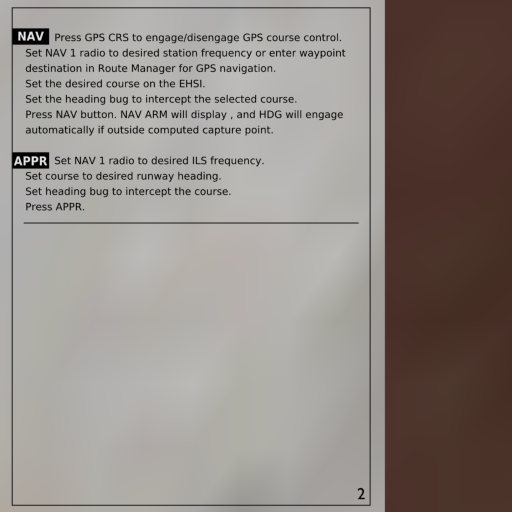 NAV Press GPS CRS to engage/disengage GPS course control.
Set NAV 1 radio to desired station frequency or enter waypoint
destination in Route Manager for GPS navigation.
Set the desired course on the EHSI.
Set the heading bug to intercept the selected course.
Press NAV button. NAV ARM will display , and HDG will engage
automatically if outside computed capture point.
APPR Set NAV 1 radio to desired ILS frequency.
Set course to desired runway heading.
Set heading bug to intercept the course.
Press APPR.
2